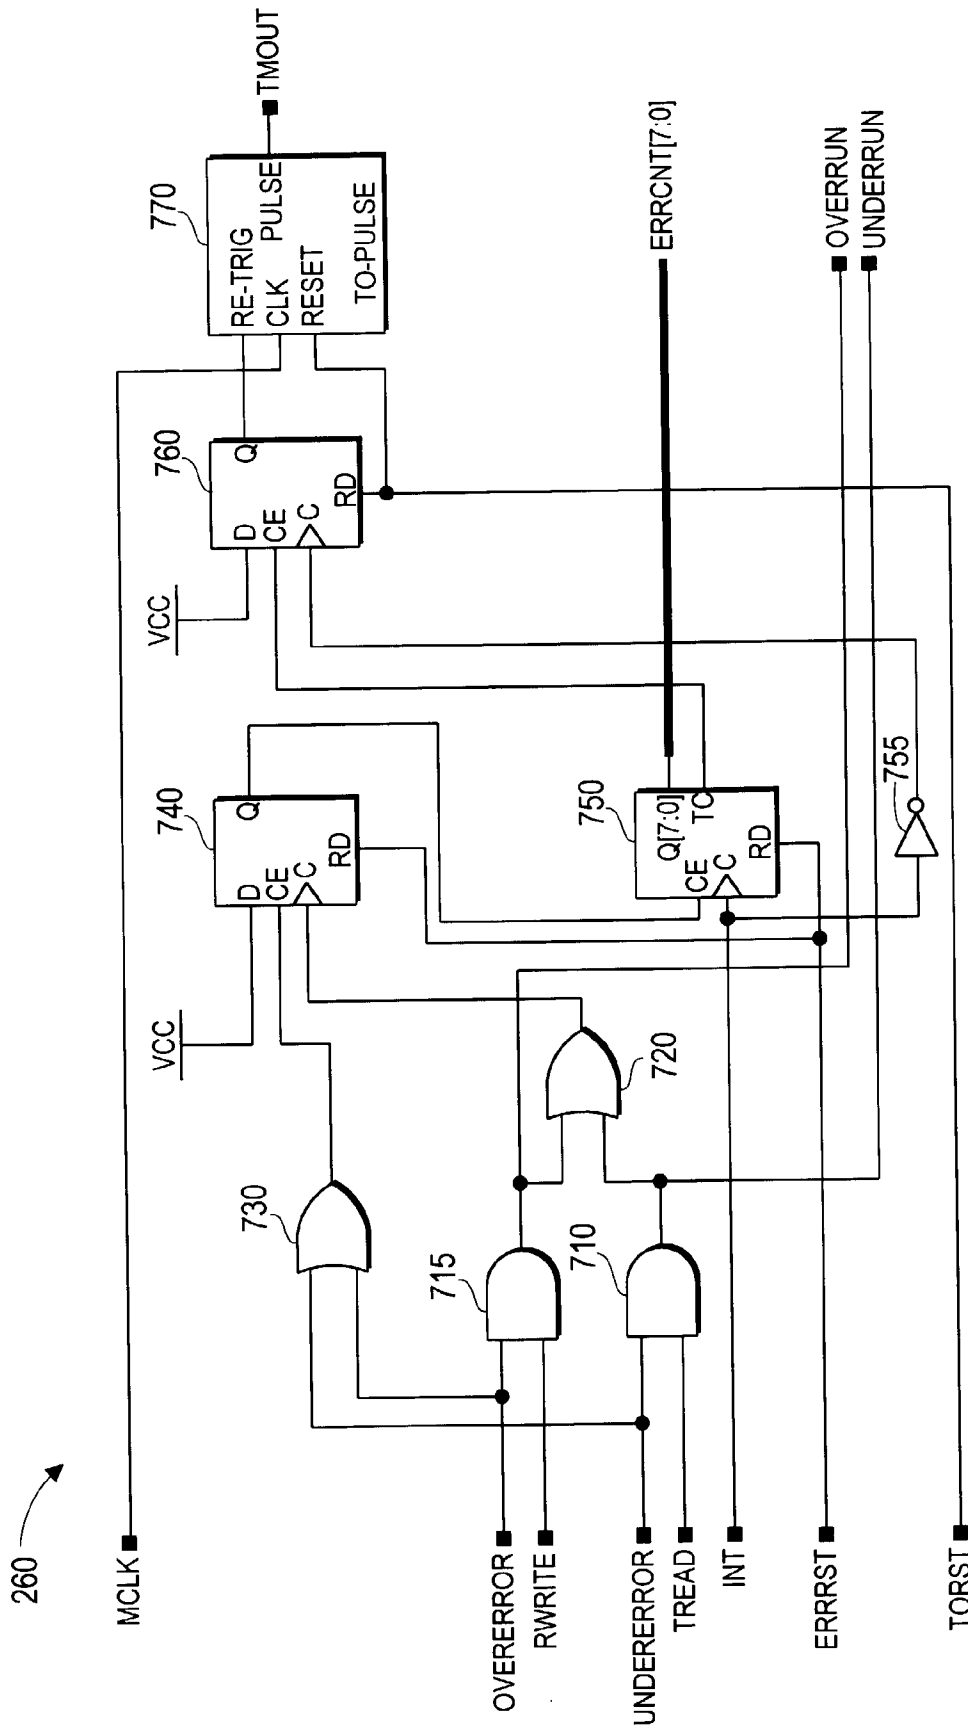 260
MCLK
OVERERROR
RWRITE
UNDERERROR
TREAD
INT
ERRRST
TORST
730
715
710
720
VCC
740
D
CE
C
Q
RD
750
CE
C
Q[7:0]
TC
RD
755
VCC
760
D
CE
C
Q
RD
770
RE-TRIG
CLK
PULSE
RESET
TO-PULSE
TMOUT
ERRCNT[7:0]
OVERRUN
UNDERRUN